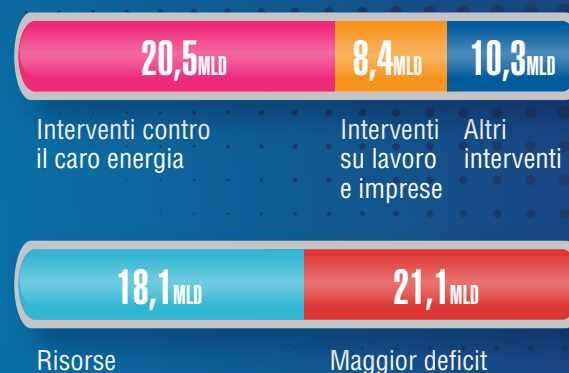 20,5MLD 8,4MLD 10,3MLD
Interventi contro
il caro energia
Interventi
su lavoro
e imprese
Altri
interventi
18,1MLD 21,1MLD
Risorse
Maggior deficit